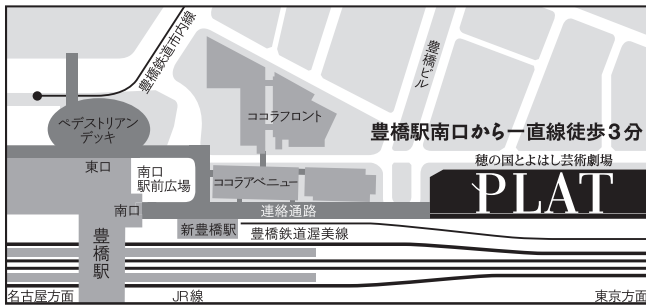 豊橋鉄道市内線
豊橋ビル
ココラフロント
ペデストリアン
デッキ
豊橋駅南口から一直線徒歩3分
穂の国とよはし芸術劇場
PLAT
東口
南口
駅前広場
ココラアベニュー
南口
連絡通路
新豊橋駅
豊橋鉄道渥美線
豊橋駅
名古屋方面
JR線
東京方面